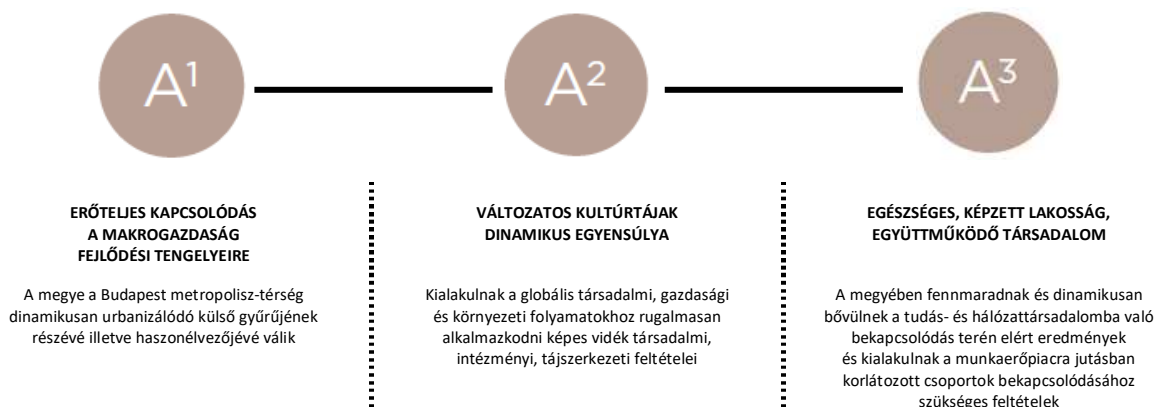 A¹
A²
A³
ERŐTELJES KAPCSOLÓDÁS
A MAKROGAZDASÁG
FEJLŐDÉSI TENGELYEIRE
A megye a Budapest metropolisz-térség
dinamikusan urbanizálódó külső gyűrűjének
részévé illetve haszonélvezőjévé válik
VÁLTOZATOS KULTÚRTÁJAK
DINAMIKUS EGYENSÚLYA
Kialakulnak a globális társadalmi, gazdasági
és környezeti folyamatokhoz rugalmasan
alkalmazkodni képes vidék társadalmi,
intézményi, tájszerkezeti feltételei
EGÉSZSÉGES, KÉPZETT LAKOSSÁG,
EGYÜTTMŰKÖDŐ TÁRSADALOM
A megyében fennmaradnak és dinamikusan
bővülnek a tudás- és hálózattársadalomba való
bekapcsolódás terén elért eredmények
és kialakulnak a munkaerőpiacra jutásban
korlátozott csoportok bekapcsolódásához
szükséges feltételek